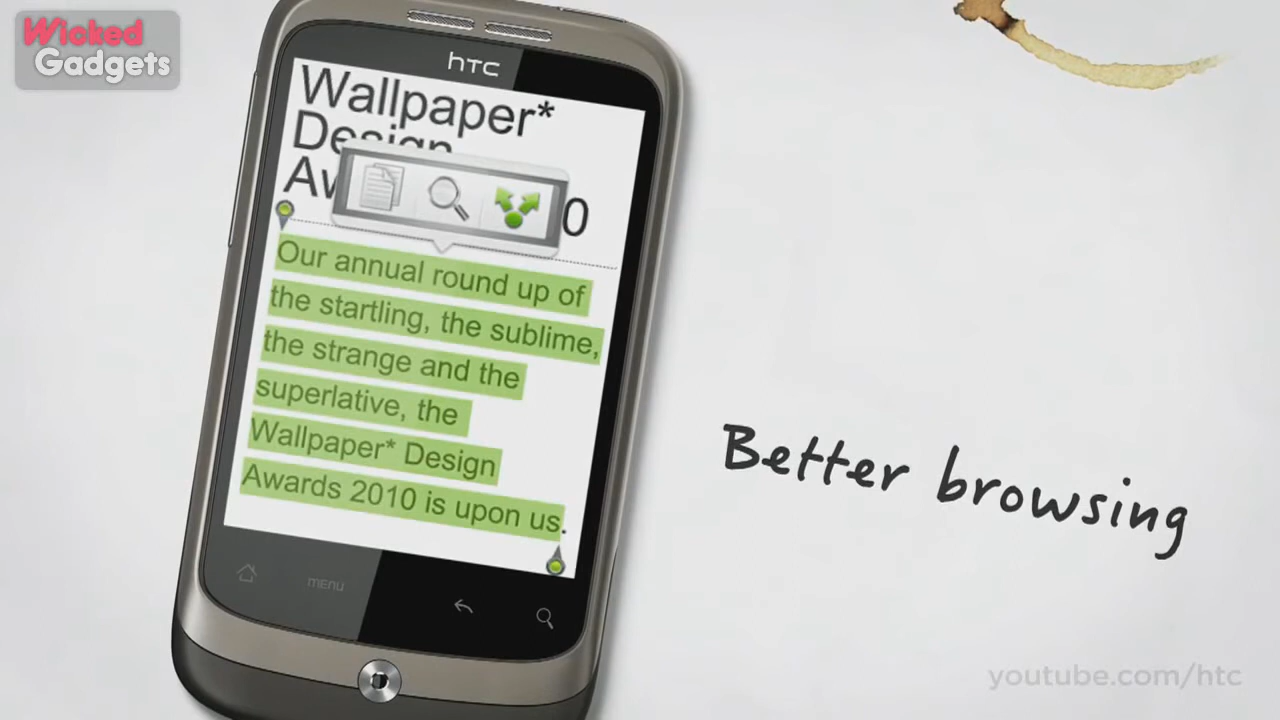 Wicked
Gadgets
hTC
Wallpaper*
Design
Our annual round up of
the startling, the sublime,
the strange and the
superlative, the
Wallpaper* Design
Awards 2010 is upon us.
MENU
Better browsing
youtube.com/htc